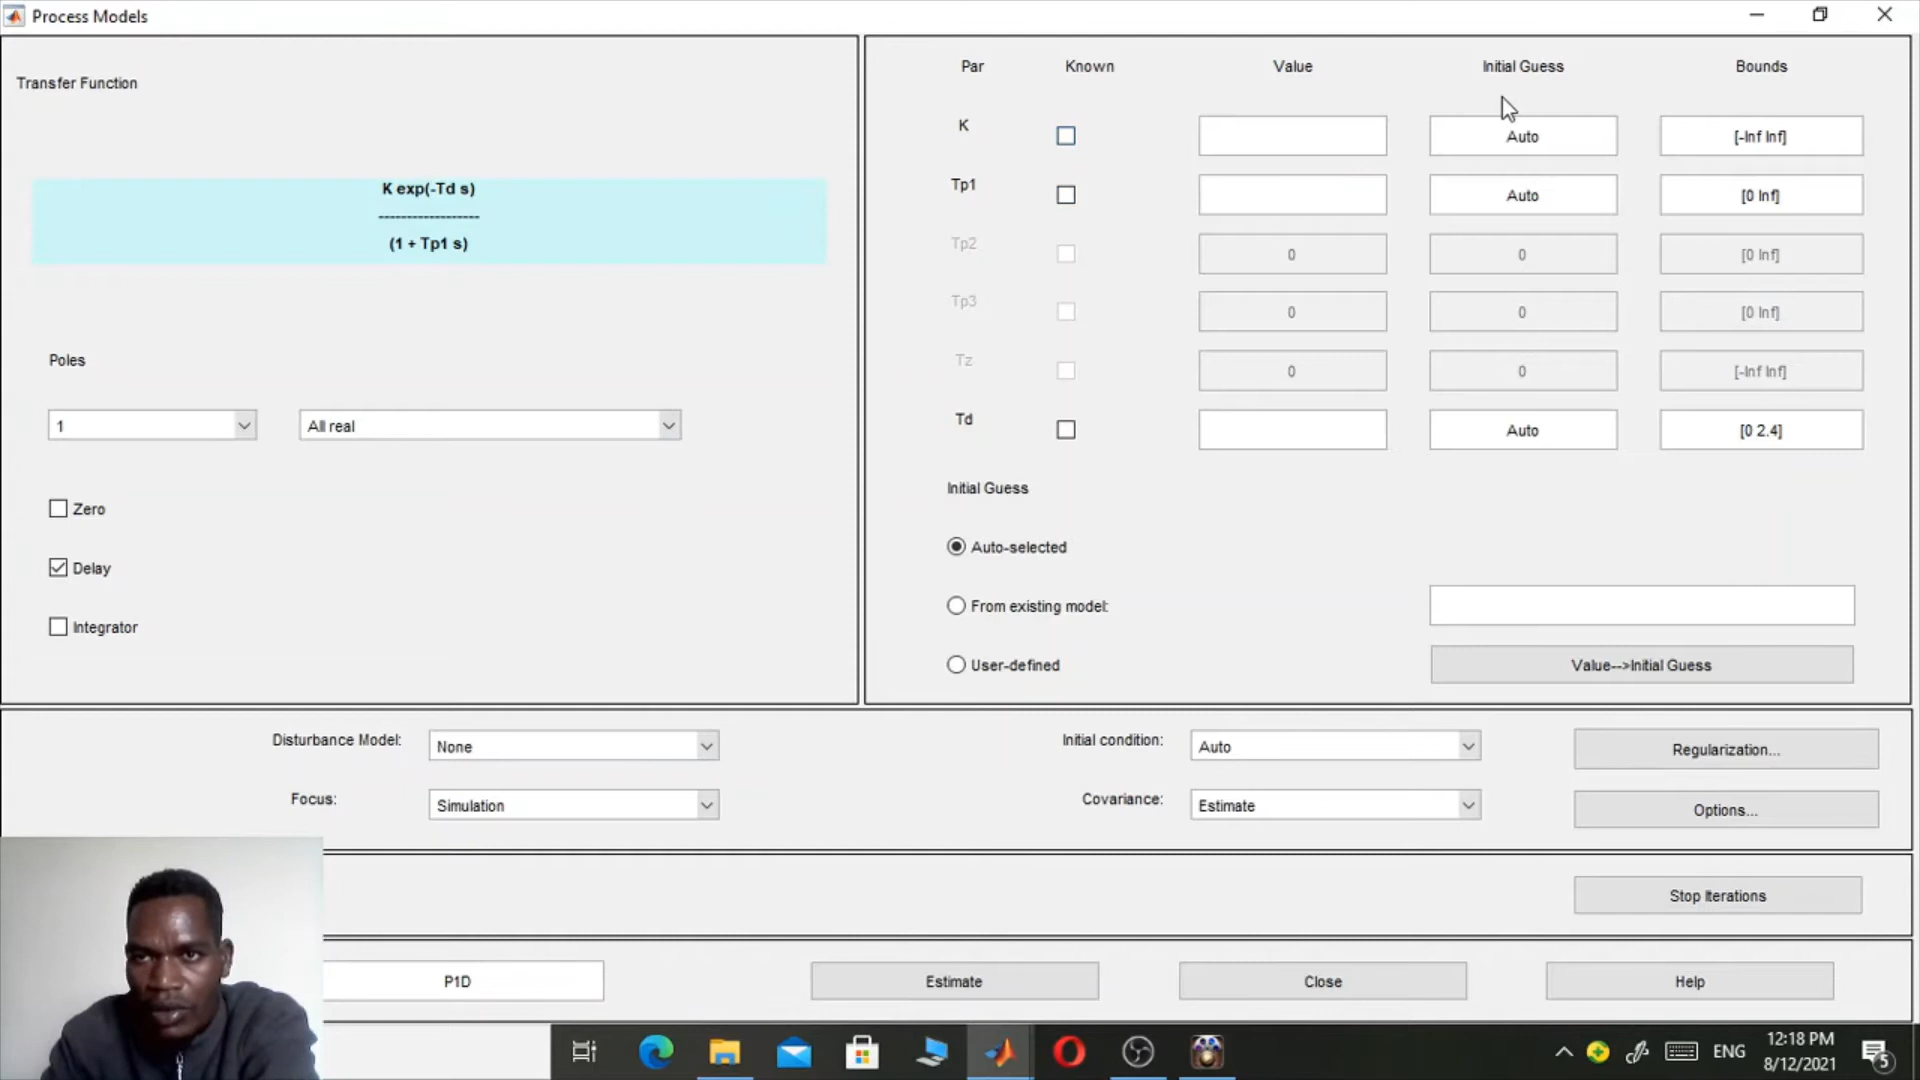 Process Models
Transfer Function
K exp(-Td s)
-------------------
(1 + Tp1 s)
Poles
1
All real
Zero
Delay
Integrator
Par Known Value Initial Guess Bounds
K Auto [-Inf Inf]
Tp1 Auto [0 Inf]
Tp2 0 0 [0 Inf]
Tp3 0 0 [0 Inf]
Tz 0 0 [-Inf Inf]
Td Auto [0 2.4]
Initial Guess
Auto-selected
From existing model:
User-defined
Value-->Initial Guess
Disturbance Model: None Initial condition: Auto Regularization...
Focus: Simulation Covariance: Estimate Options...
Stop Iterations
P1D Estimate Close Help
ENG
12:18 PM
8/12/2021
5